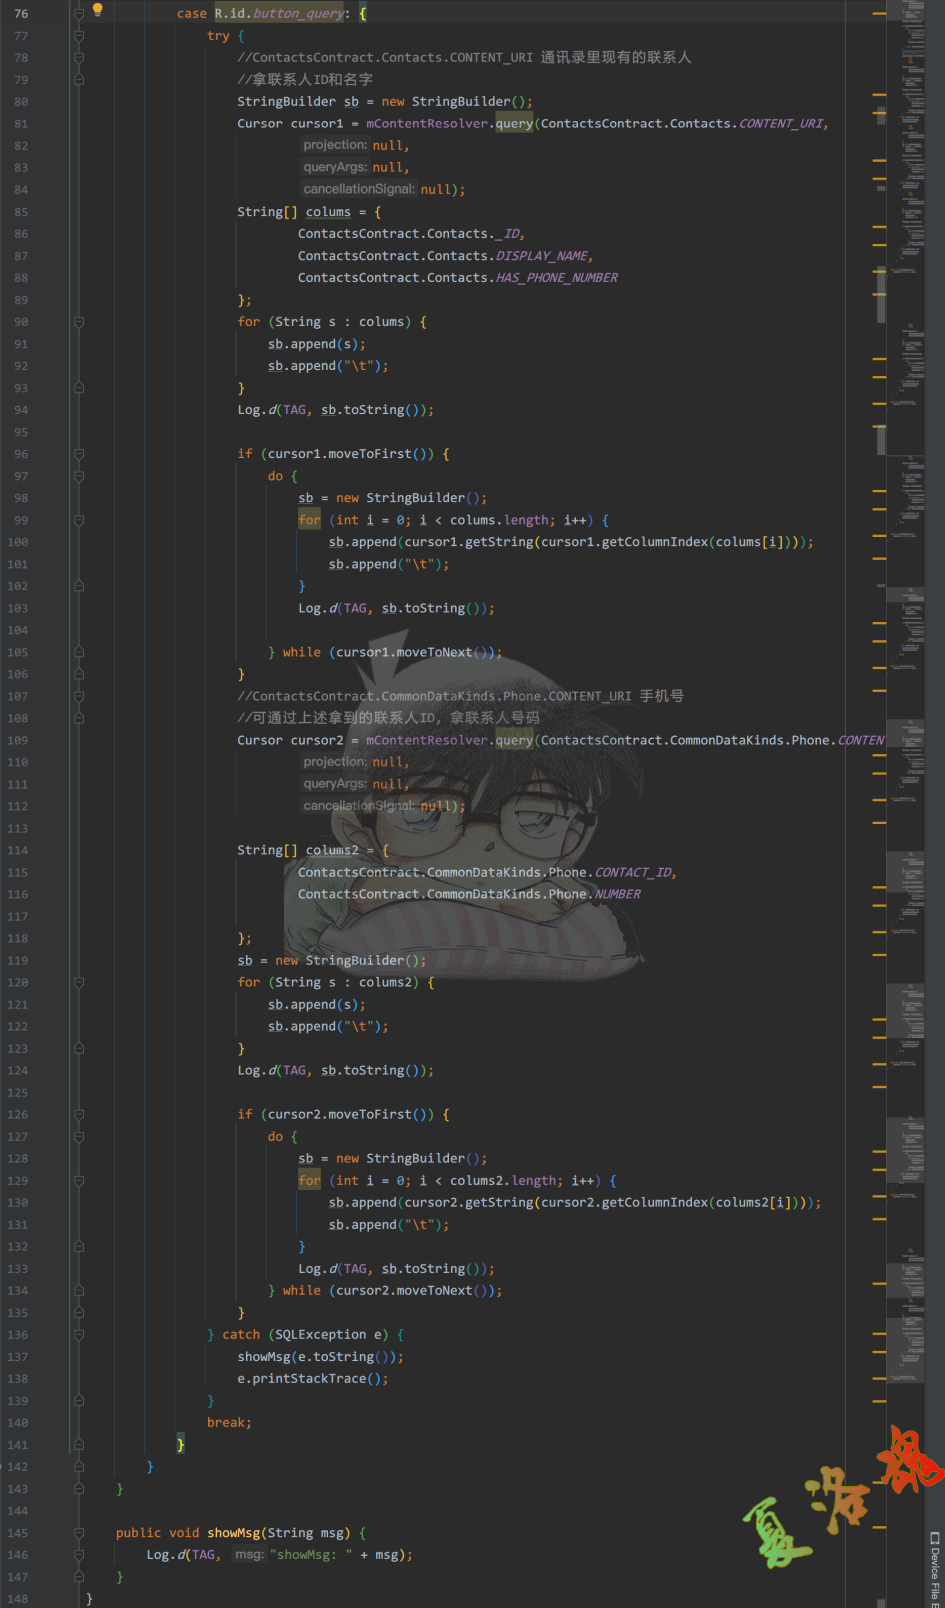 76 case R.id.button_query: {
77 try {
78 //ContactsContract.Contacts.CONTENT_URI 通讯录里现有的联系人
79 //拿联系人ID和名字
80 StringBuilder sb = new StringBuilder();
81 Cursor cursor1 = mContentResolver.query(ContactsContract.Contacts.CONTENT_URI,
82 projection: null,
83 queryArgs: null,
84 cancellationSignal: null);
85 String[] colums = {
86 ContactsContract.Contacts._ID,
87 ContactsContract.Contacts.DISPLAY_NAME,
88 ContactsContract.Contacts.HAS_PHONE_NUMBER
89 };
90 for (String s : colums) {
91 sb.append(s);
92 sb.append("\t");
93 }
94 Log.d(TAG, sb.toString());
95
96 if (cursor1.moveToFirst()) {
97 do {
98 sb = new StringBuilder();
99 for (int i = 0; i < colums.length; i++) {
100 sb.append(cursor1.getString(cursor1.getColumnIndex(colums[i])));
101 sb.append("\t");
102 }
103 Log.d(TAG, sb.toString());
104
105 } while (cursor1.moveToNext());
106 }
107 //ContactsContract.CommonDataKinds.Phone.CONTENT_URI 手机号
108 //可通过上述拿到的联系人ID, 拿联系人号码
109 Cursor cursor2 = mContentResolver.query(ContactsContract.CommonDataKinds.Phone.CONTEN
110 projection: null,
111 queryArgs: null,
112 cancellationSignal: null);
113
114 String[] colums2 = {
115 ContactsContract.CommonDataKinds.Phone.CONTACT_ID,
116 ContactsContract.CommonDataKinds.Phone.NUMBER
117
118 };
119 sb = new StringBuilder();
120 for (String s : colums2) {
121 sb.append(s);
122 sb.append("\t");
123 }
124 Log.d(TAG, sb.toString());
125
126 if (cursor2.moveToFirst()) {
127 do {
128 sb = new StringBuilder();
129 for (int i = 0; i < colums2.length; i++) {
130 sb.append(cursor2.getString(cursor2.getColumnIndex(colums2[i])));
131 sb.append("\t");
132 }
133 Log.d(TAG, sb.toString());
134 } while (cursor2.moveToNext());
135 }
136 } catch (SQLException e) {
137 showMsg(e.toString());
138 e.printStackTrace();
139 }
140 break;
141 }
142 }
143 }
144
145 public void showMsg(String msg) {
146 Log.d(TAG, msg: "showMsg: " + msg);
147 }
148 }
Device File E